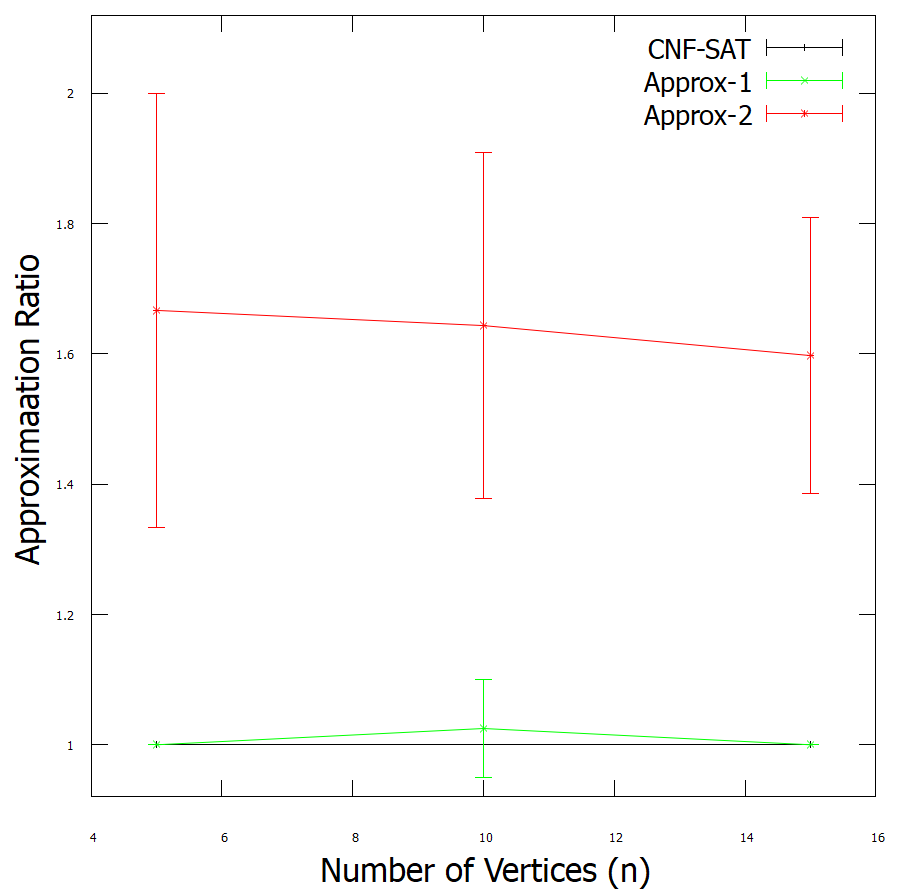 CNF-SAT
Approx-1
Approx-2
2
1.8
1.6
1.4
1.2
1
Approximaation Ratio
4 6 8 10 12 14 16
Number of Vertices (n)